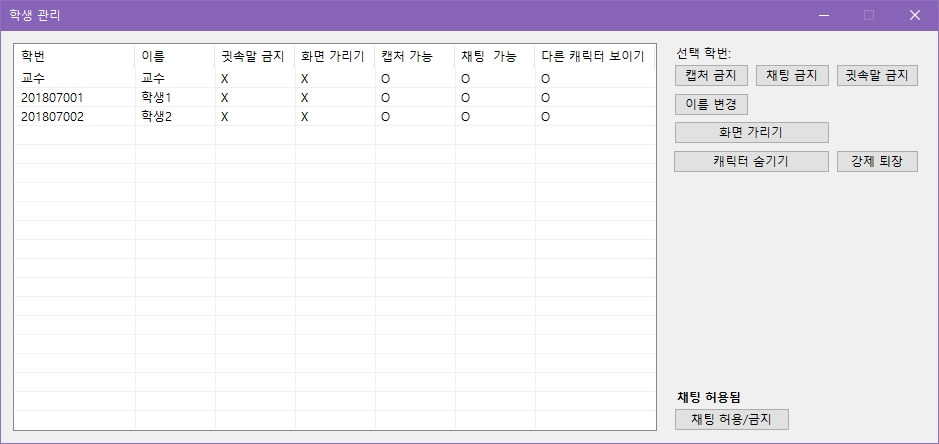 학생 관리
학번 이름 귓속말 금지 화면 가리기 캡처 가능 채팅 가능 다른 캐릭터 보이기
교수 교수 X X O O O
201807001 학생1 X X O O O
201807002 학생2 X X O O O
선택 학번:
캡처 금지 채팅 금지 귓속말 금지
이름 변경
화면 가리기
캐릭터 숨기기 강제 퇴장
채팅 허용됨
채팅 허용/금지